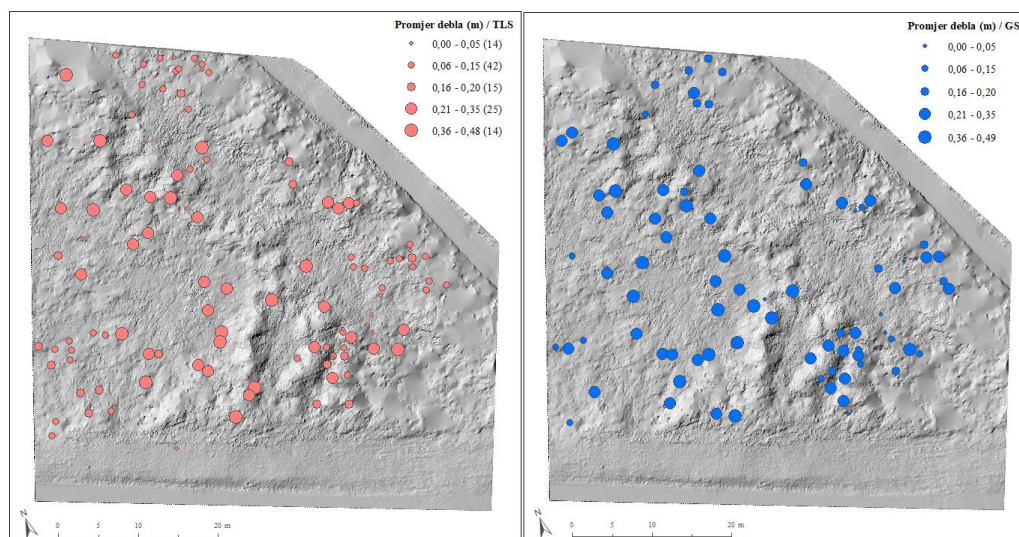 Promjer debla (m) / TLS
0,00 - 0,05 (14)
0,06 - 0,15 (42)
0,16 - 0,20 (15)
0,21 - 0,35 (25)
0,36 - 0,48 (14)
N
0 5 10 20 m
Promjer debla (m) / GS
0,00 - 0,05
0,06 - 0,15
0,16 - 0,20
0,21 - 0,35
0,36 - 0,49
N
0 5 10 20 m